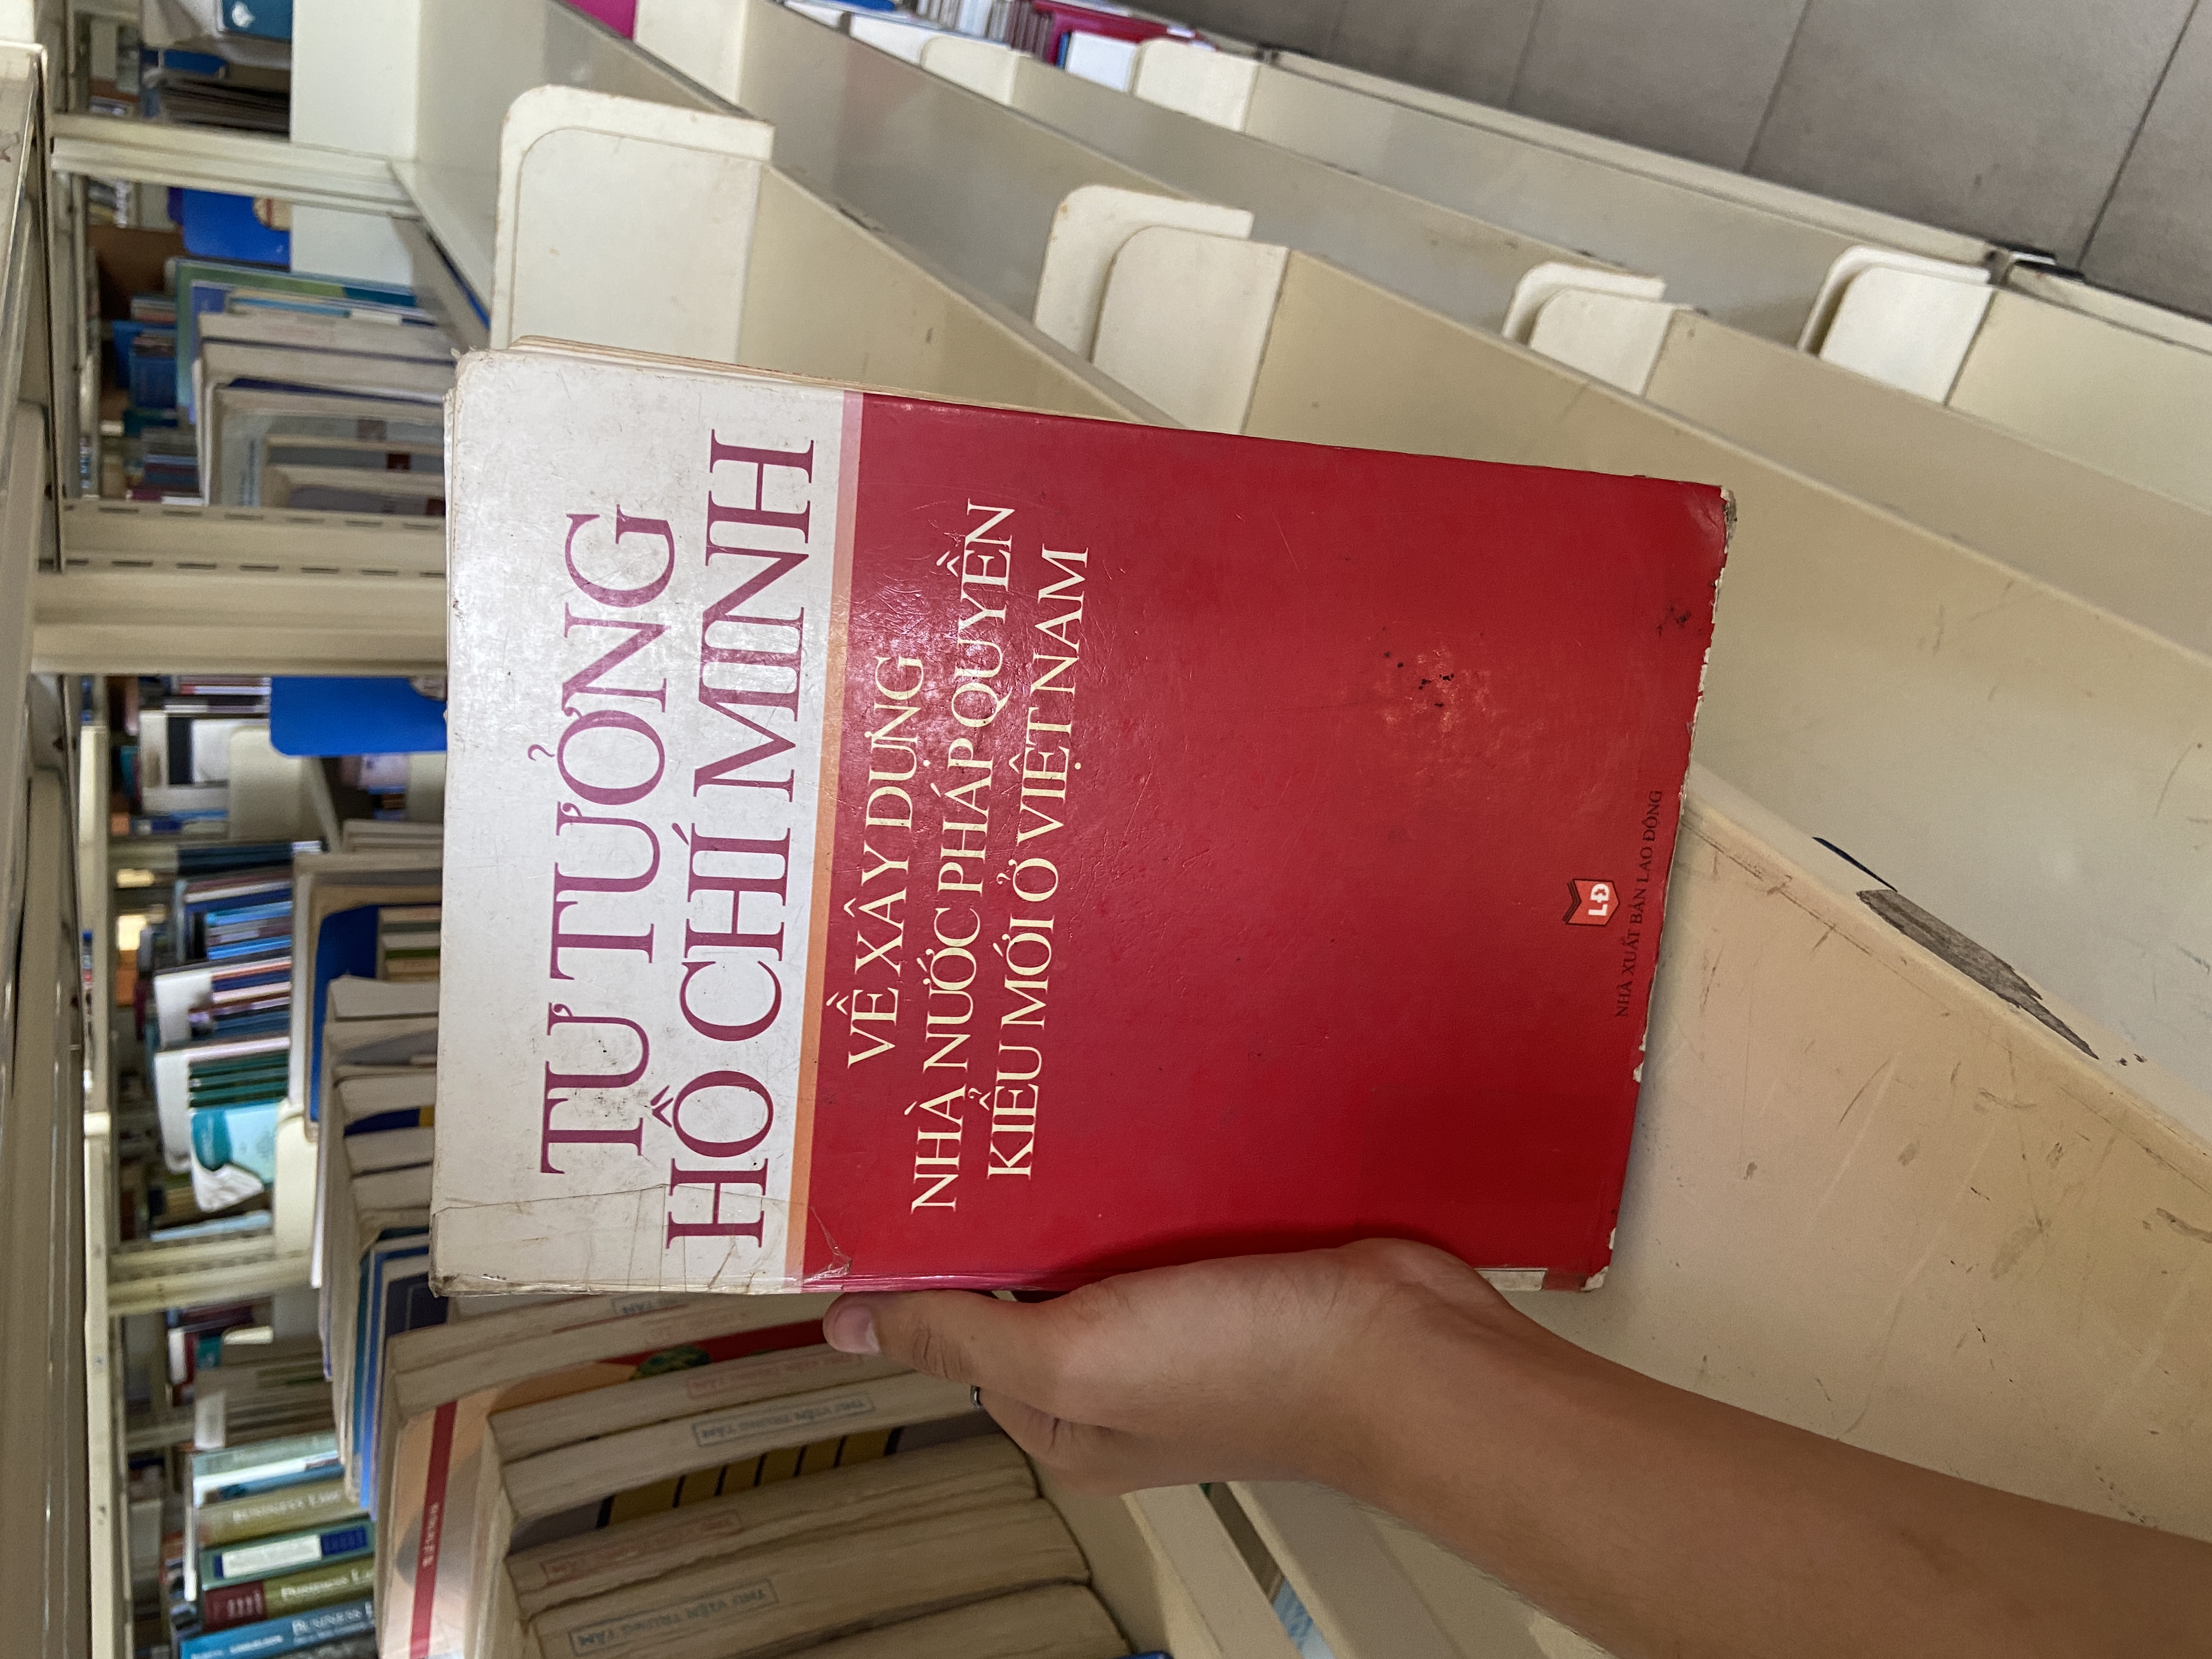 TƯ TƯỞNG
HỒ CHÍ MINH
VỀ XÂY DỰNG
NHÀ NƯỚC PHÁP QUYỀN
KIỂU MỚI Ở VIỆT NAM
LĐ
NHÀ XUẤT BẢN LAO ĐỘNG